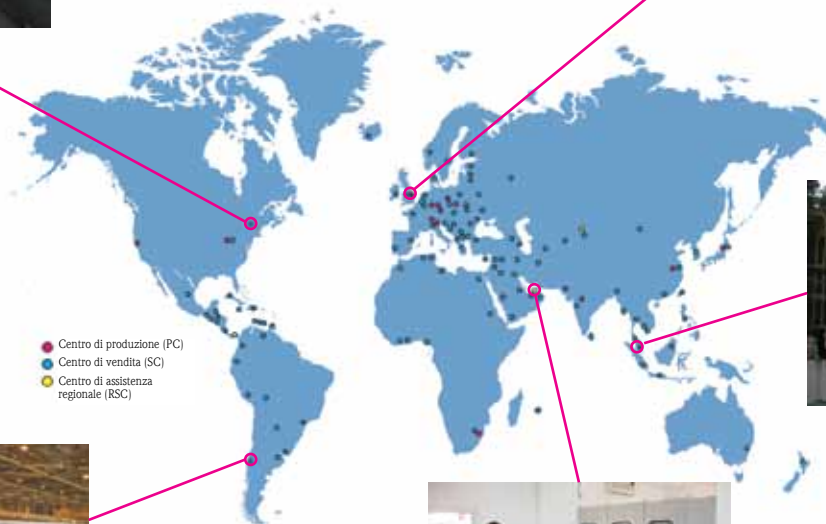 Centro di produzione (PC)
Centro di vendita (SC)
Centro di assistenza
regionale (RSC)